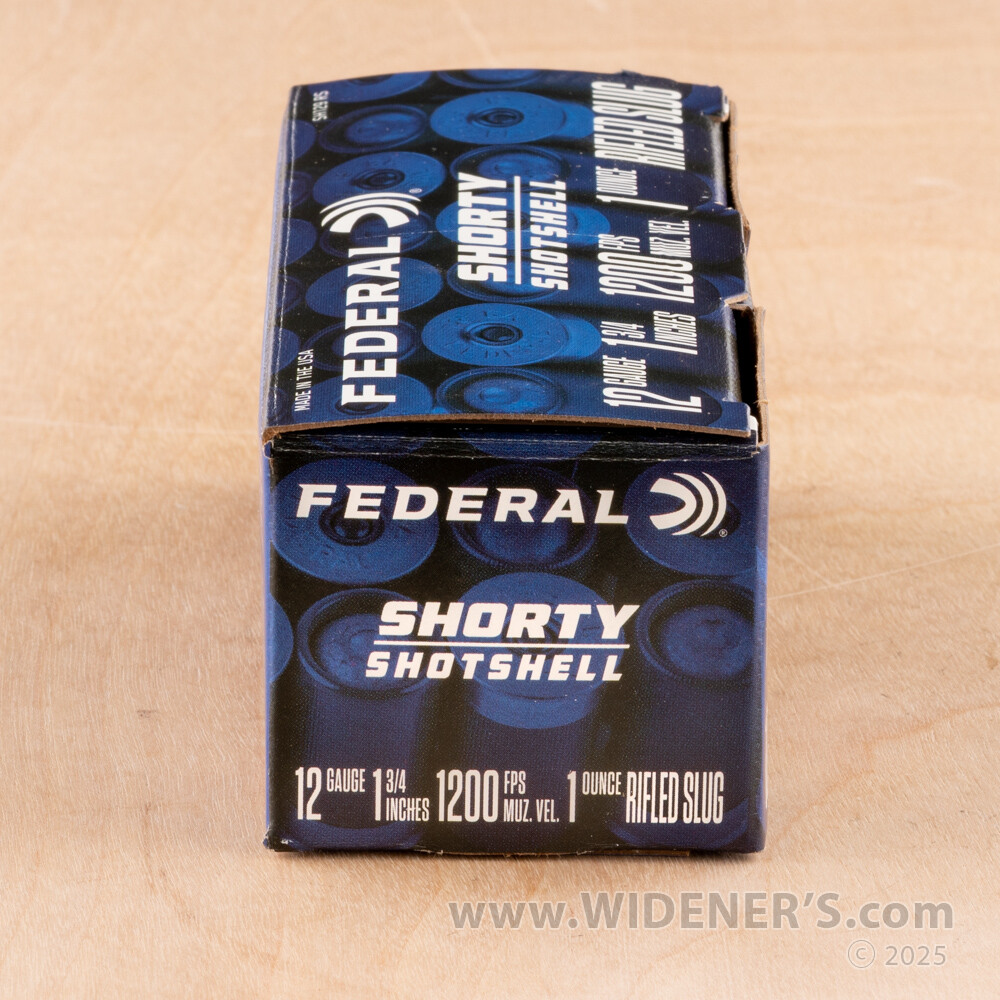 SH129 RS
MADE IN THE USA
FEDERAL®
SHORTY
SHOTSHELL
12 GAUGE 1 3/4 INCHES 1200 FPS MUZ. VEL. 1 OUNCE RIFLED SLUG
FEDERAL®
SHORTY
SHOTSHELL
12 GAUGE 1 3/4 INCHES 1200 FPS MUZ. VEL. 1 OUNCE RIFLED SLUG
www.WIDENER'S.com
© 2025